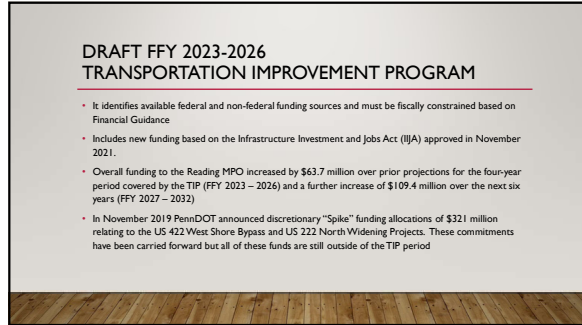 DRAFT FFY 2023-2026
TRANSPORTATION IMPROVEMENT PROGRAM
• It identifies available federal and non-federal funding sources and must be fiscally constrained based on
Financial Guidance
• Includes new funding based on the Infrastructure Investment and Jobs Act (IIJA) approved in November
2021.
• Overall funding to the Reading MPO increased by $63.7 million over prior projections for the four-year
period covered by the TIP (FFY 2023 – 2026) and a further increase of $109.4 million over the next six
years (FFY 2027 – 2032)
• In November 2019 PennDOT announced discretionary “Spike” funding allocations of $321 million
relating to the US 422 West Shore Bypass and US 222 North Widening Projects. These commitments
have been carried forward but all of these funds are still outside of the TIP period